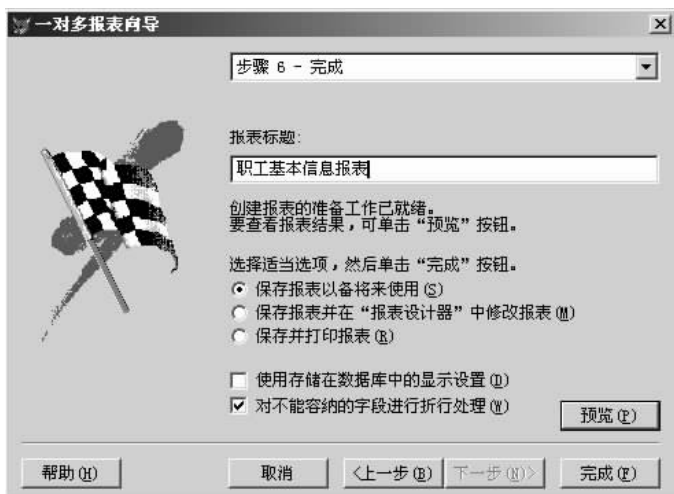 一对多报表向导
步骤 6 - 完成
报表标题:
职工基本信息报表
创建报表的准备工作已就绪。
要查看报表结果，可单击“预览”按钮。
选择适当选项，然后单击“完成”按钮。
保存报表以备将来使用(S)
保存报表并在“报表设计器”中修改报表(M)
保存并打印报表(R)
使用存储在数据库中的显示设置(D)
对不能容纳的字段进行折行处理(W)
预览(P)
帮助(H) 取消 <上一步(B) 下一步(N)> 完成(F)